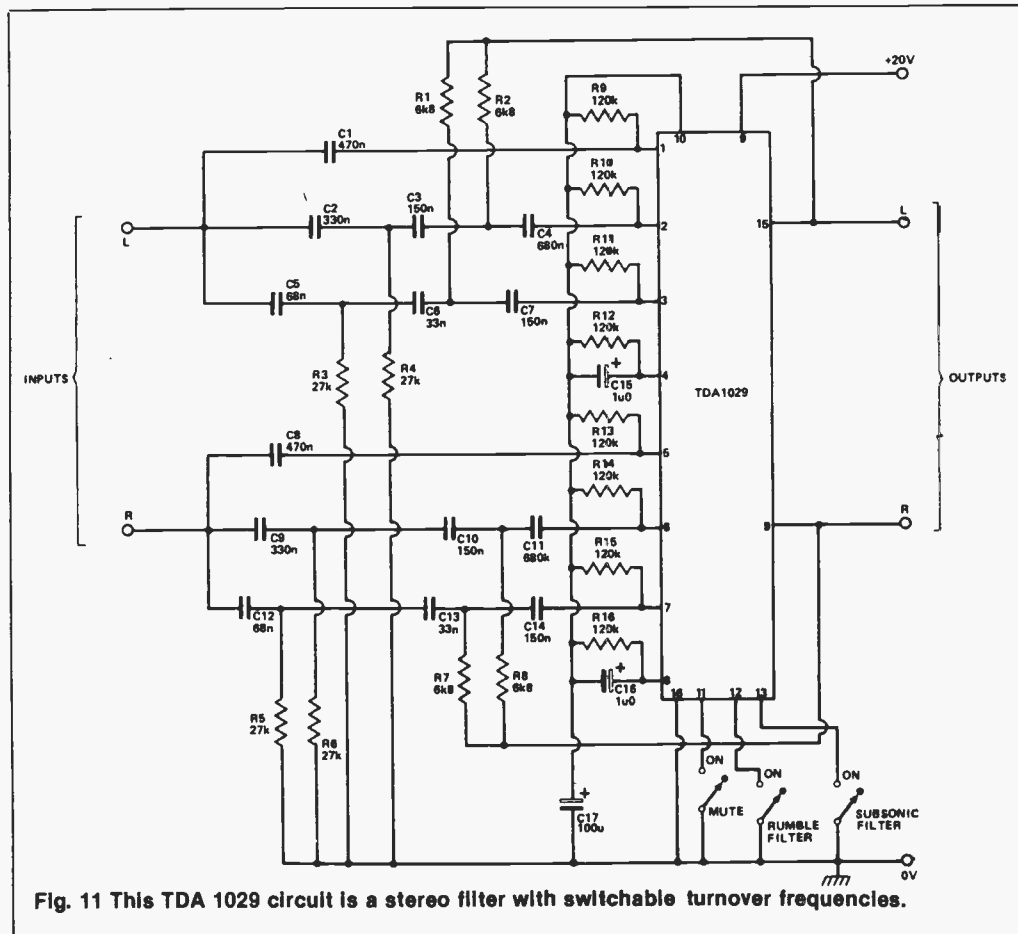 +20V
R1
6k8
R2
6k8
R9
120k
10
9
C1
470n
1
R10
120k
C2
330n
C3
150n
C4
680n
2
15
L
L
R11
120k
C5
68n
C6
33n
C7
150n
3
R12
120k
INPUTS
R3
27k
R4
27k
+
C15
1u0
4
TDA1029
OUTPUTS
R13
120k
C8
470n
5
R14
120k
R
C9
330n
C10
150n
C11
680k
6
9
R
R15
120k
C12
68n
C13
33n
C14
150n
7
R16
120k
R7
6k8
R8
6k8
+
C16
1u0
8
16
11
12
13
R5
27k
R6
27k
ON
ON
ON
+
C17
100u
MUTE
RUMBLE
FILTER
SUBSONIC
FILTER
0V
Fig. 11 This TDA 1029 circuit is a stereo filter with switchable turnover frequencies.